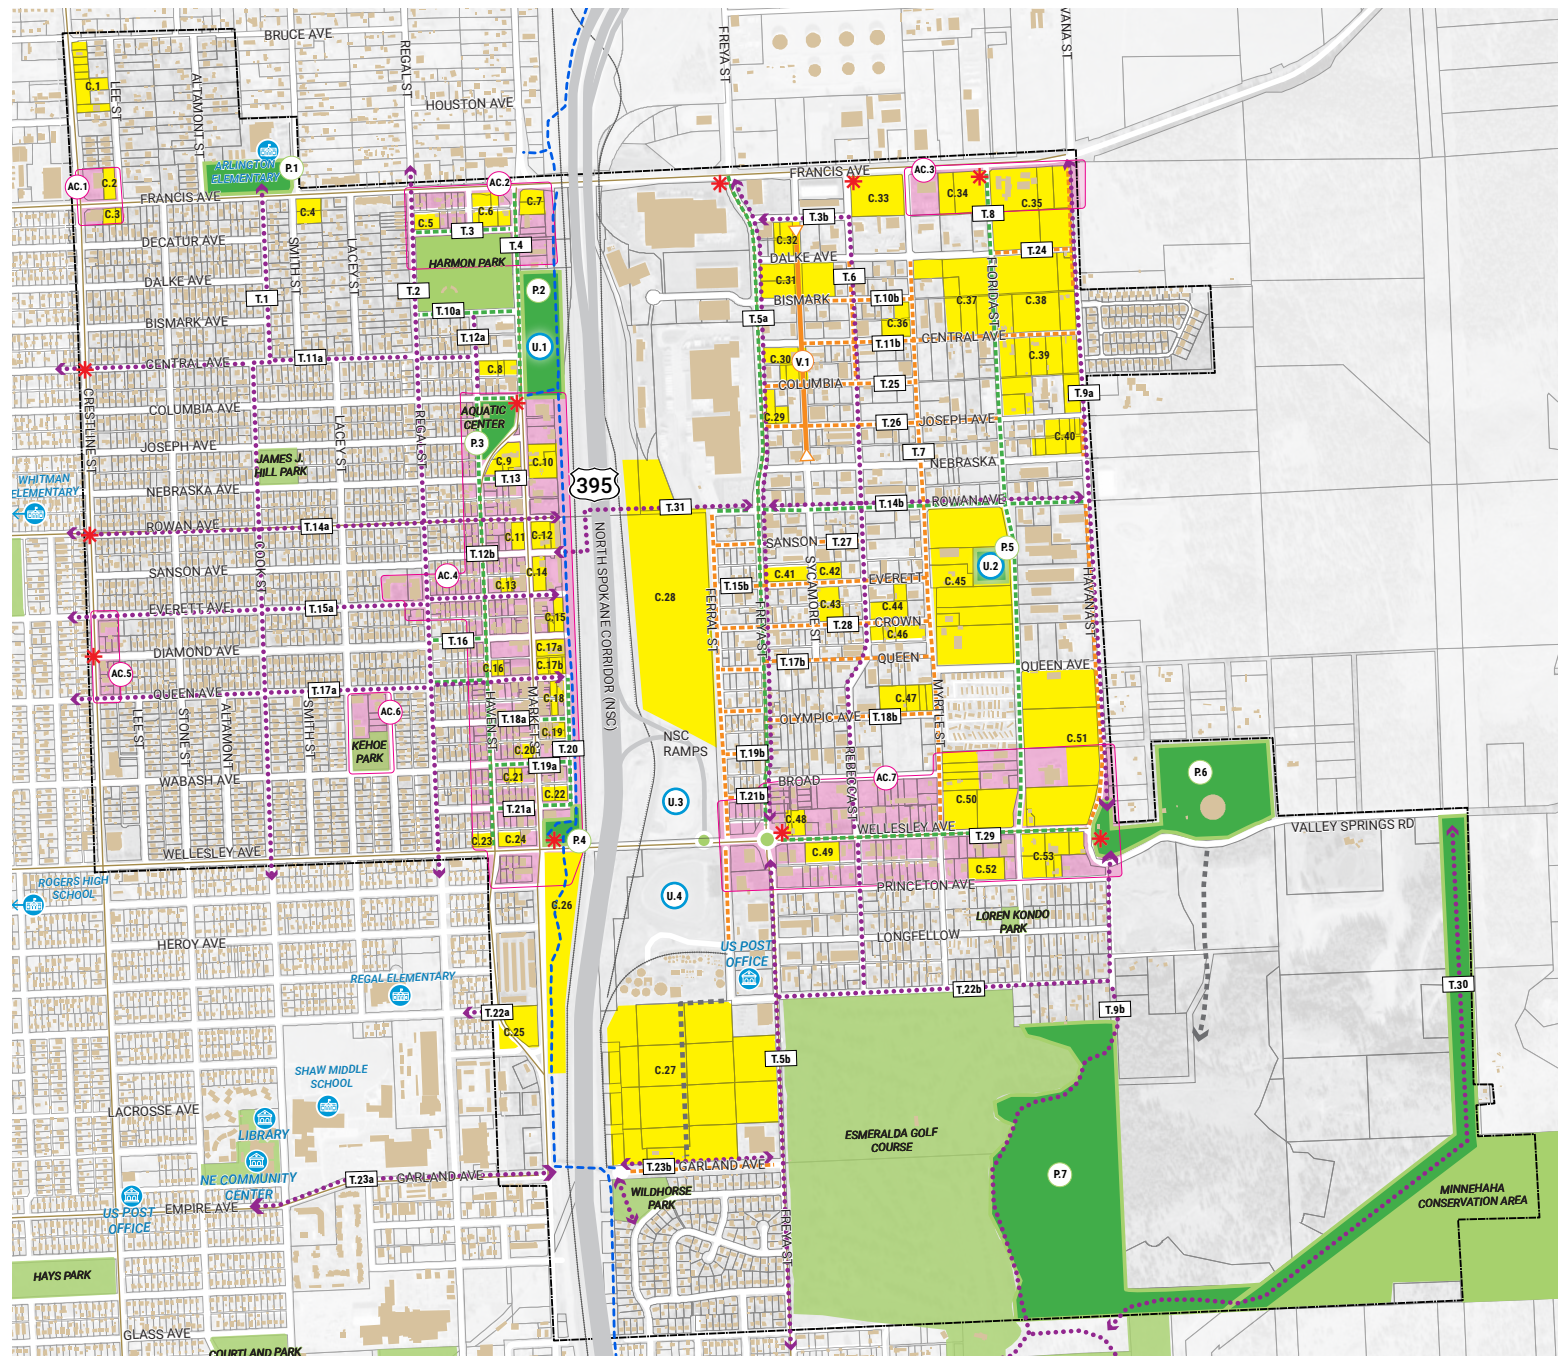 BRUCE AVE
REGAL ST
FREYA ST
VANA ST
C.1
LEE ST
ALTAMONT ST
HOUSTON AVE
ARLINGTON
ELEMENTARY
P.1
AC.1
C.2
C.3
FRANCIS AVE
C.4
AC.2
C.5
C.6
C.7
T.3
T.4
FRANCIS AVE
AC.3
C.33
C.34
C.35
T.8
T.3b
C.32
DECATUR AVE
SMITH ST
LACEY ST
HARMON PARK
DALKE AVE
T.24
DALKE AVE
T.1
T.2
P.2
C.31
T.6
FLORIDA ST
BISMARK
T.10b
C.37
C.38
BISMARK AVE
T.10a
T.5a
C.36
T.12a
U.1
T.11b
CENTRAL AVE
CENTRAL AVE
T.11a
C.8
C.30
V.1
C.39
COLUMBIA
T.25
T.9a
CRESTLINE ST
COLUMBIA AVE
AQUATIC
CENTER
C.29
T.26
JOSEPH AVE
JOSEPH AVE
LACEY ST
REGAL ST
P.3
C.40
T.7
JAMES J.
HILL PARK
C.9
C.10
NEBRASKA
WHITMAN
ELEMENTARY
T.13
395
NEBRASKA AVE
T.31
T.14b
ROWAN AVE
ROWAN AVE
T.14a
NORTH SPOKANE CORRIDOR (NSC)
C.11
C.12
SANSON
T.27
P.5
COOK ST
T.12b
SANSON AVE
AC.4
C.14
C.13
C.41
C.42
EVERETT
C.45
U.2
T.15b
SYCAMORE ST
HAVANA ST
C.28
FERRAL ST
FREYA ST
EVERETT AVE
T.15a
C.15
C.43
C.44
CROWN
T.28
C.46
T.16
C.17a
C.17b
DIAMOND AVE
AC.5
C.16
T.17b
QUEEN
QUEEN AVE
QUEEN AVE
T.17a
C.18
C.47
MYRTLE ST
LEE ST
STONE ST
ALTAMONT
SMITH ST
AC.6
HAVEN ST
MARKET ST
T.18a
C.19
OLYMPIC AVE
T.18b
KEHOE
PARK
C.20
T.20
NSC
RAMPS
T.19b
C.51
T.19a
C.21
WABASH AVE
BROAD
AC.7
REBECCA ST
P.6
C.22
T.21a
U.3
T.21b
C.50
C.48
C.23
C.24
P.4
WELLESLEY AVE
T.29
VALLEY SPRINGS RD
WELLESLEY AVE
C.49
C.53
C.52
ROGERS HIGH
SCHOOL
U.4
PRINCETON AVE
C.26
LOREN KONDO
PARK
HEROY AVE
LONGFELLOW
US POST
OFFICE
REGAL ELEMENTARY
T.22b
T.30
T.22a
T.9b
C.25
T.5b
C.27
SHAW MIDDLE
SCHOOL
LACROSSE AVE
LIBRARY
ESMERALDA GOLF
COURSE
T.23b
GARLAND AVE
NE COMMUNITY
CENTER
T.23a
GARLAND AVE
P.7
WILDHORSE
PARK
MINNEHAHA
CONSERVATION AREA
US POST
OFFICE
EMPIRE AVE
FREYA ST
HAYS PARK
GLASS AVE
COURTLAND PARK